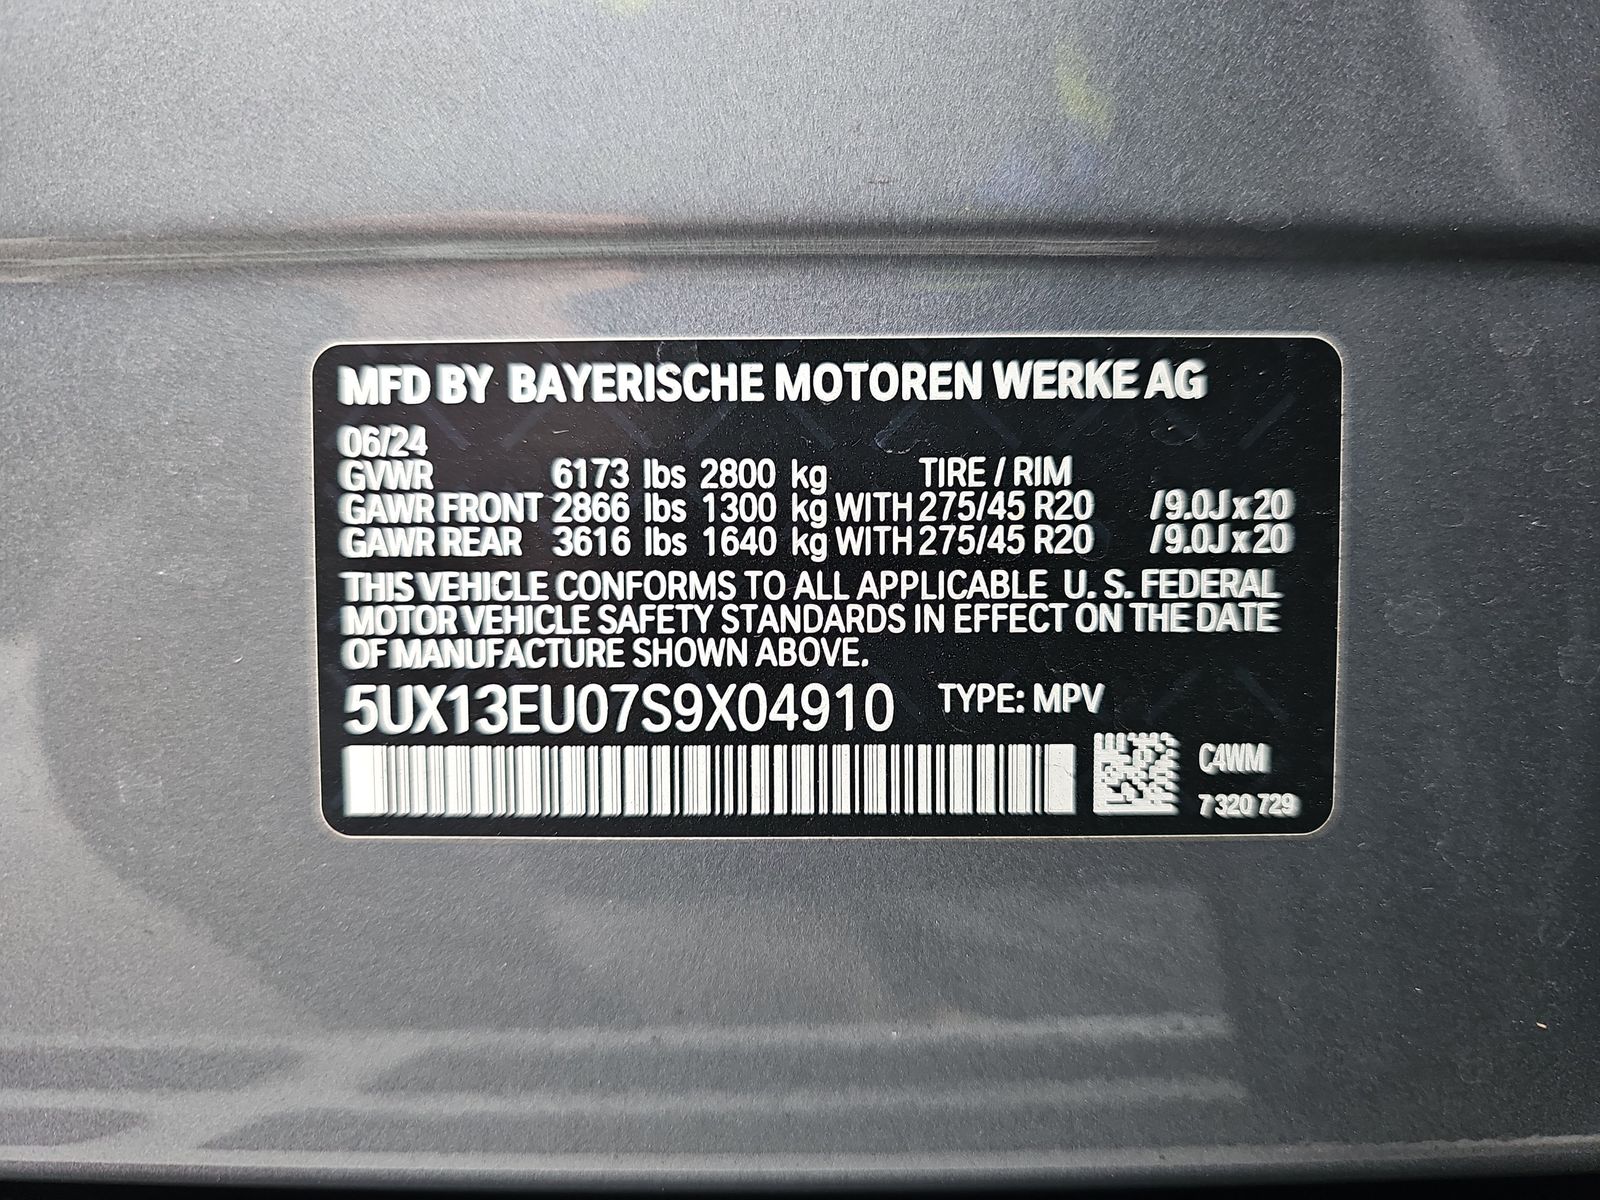 MFD BY BAYERISCHE MOTOREN WERKE AG
06/24
GVWR 6173 lbs 2800 kg TIRE / RIM
GAWR FRONT 2866 lbs 1300 kg WITH 275/45 R20 /9.0J x 20
GAWR REAR 3616 lbs 1640 kg WITH 275/45 R20 /9.0J x 20
THIS VEHICLE CONFORMS TO ALL APPLICABLE U. S. FEDERAL
MOTOR VEHICLE SAFETY STANDARDS IN EFFECT ON THE DATE
OF MANUFACTURE SHOWN ABOVE.
5UX13EU07S9X04910 TYPE: MPV
C4WM
7 320 729